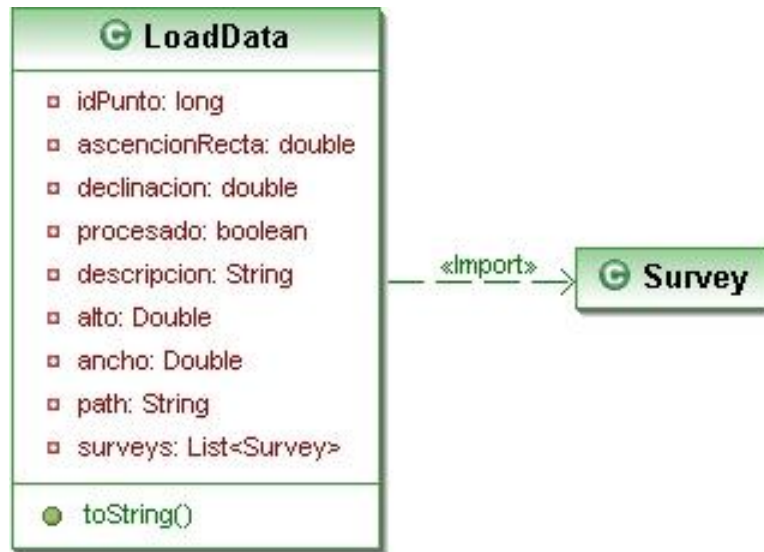 LoadData
idPunto: long
ascencionRecta: double
declinacion: double
procesado: boolean
descripcion: String
alto: Double
ancho: Double
path: String
surveys: List<Survey>
toString()
«Import»
Survey